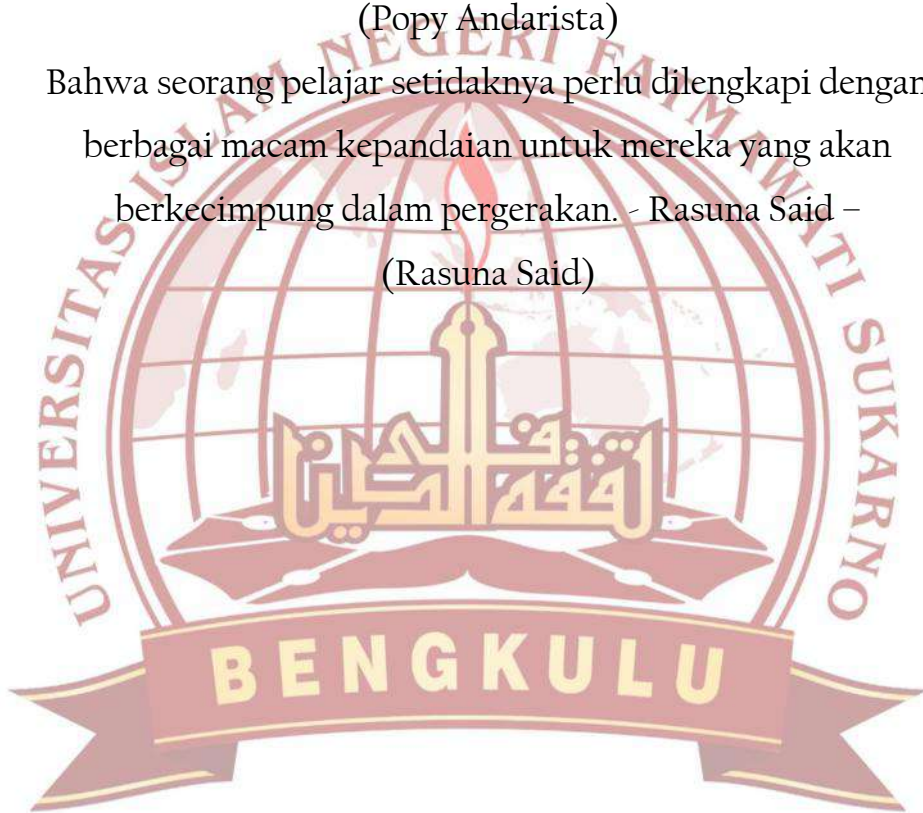 (Popy Andarista)
Bahwa seorang pelajar setidaknya perlu dilengkapi dengan
berbagai macam kepandaian untuk mereka yang akan
berkecimpung dalam pergerakan. - Rasuna Said –
(Rasuna Said)
UNIVERSITAS ISLAM NEGERI FATMAWATI SUKARNO
BENGKULU